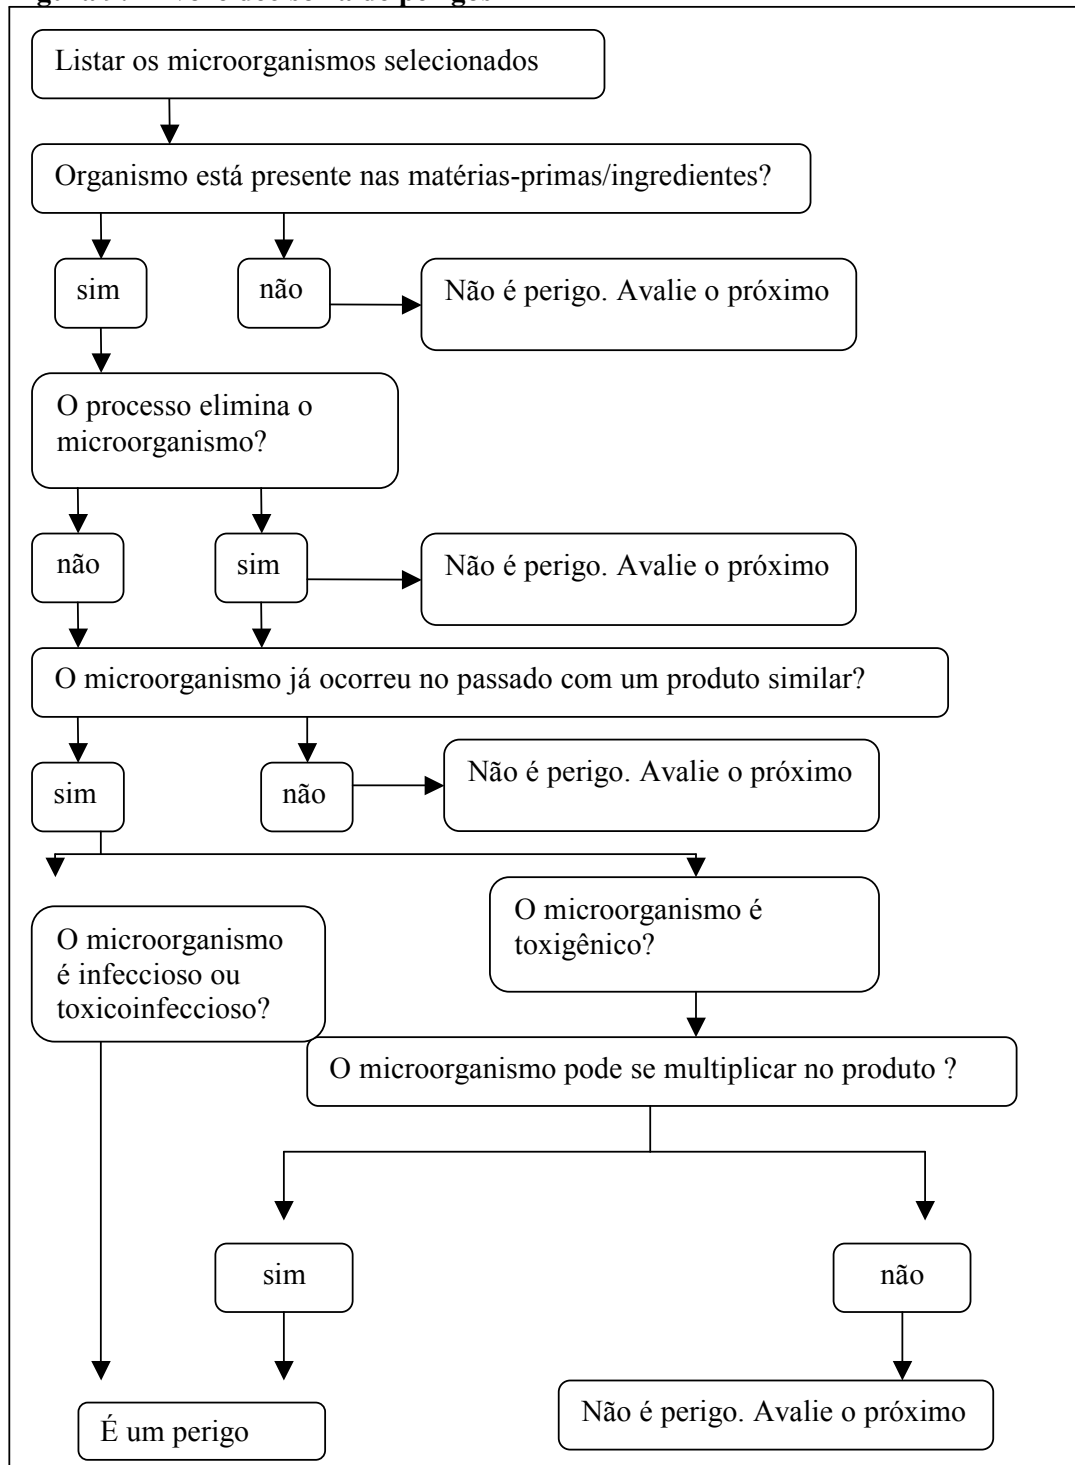 Listar os microorganismos selecionados
Organismo está presente nas matérias-primas/ingredientes?
sim
não
Não é perigo. Avalie o próximo
O processo elimina o
microorganismo?
não
sim
Não é perigo. Avalie o próximo
O microorganismo já ocorreu no passado com um produto similar?
sim
não
Não é perigo. Avalie o próximo
O microorganismo
é infeccioso ou
toxicoinfeccioso?
O microorganismo é
toxigênico?
O microorganismo pode se multiplicar no produto ?
sim
não
É um perigo
Não é perigo. Avalie o próximo